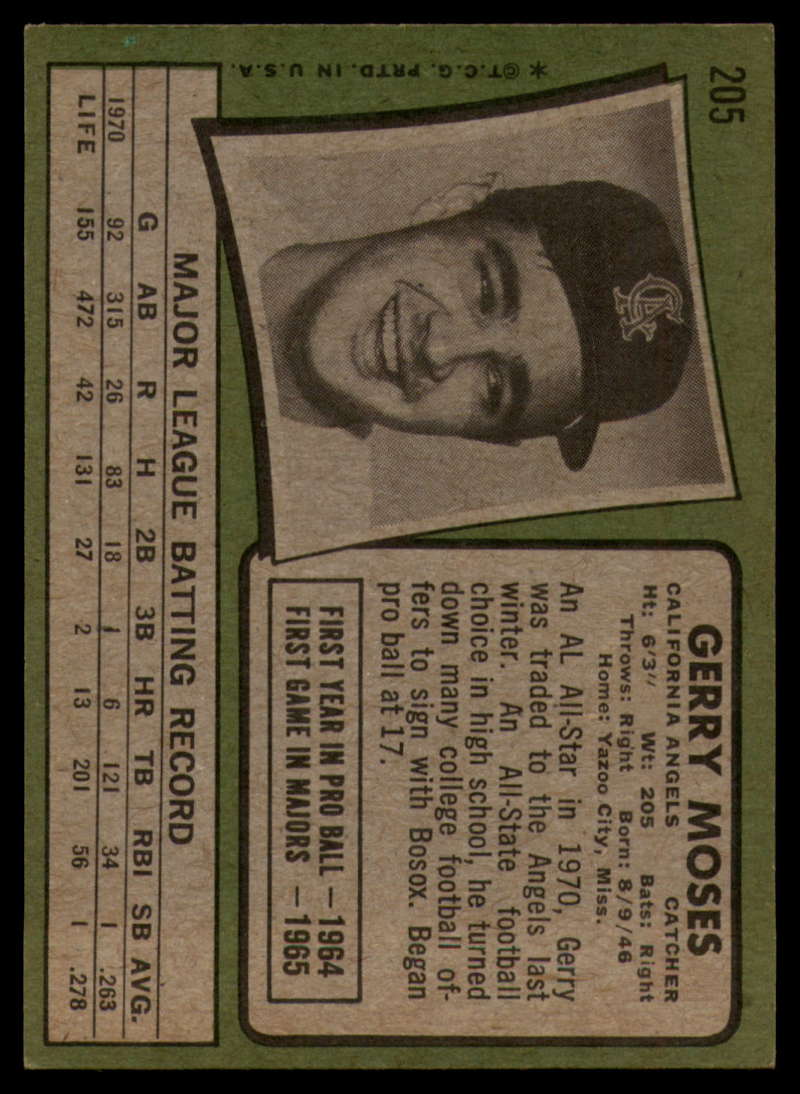 205
*©T.C.G. PRTD. IN U.S.A.
CA
GERRY MOSES
CALIFORNIA ANGELS CATCHER
Ht: 6'3" Wt: 205 Bats: Right
Throws: Right Born: 8/9/46
Home: Yazoo City, Miss.
An AL All-Star in 1970, Gerry
was traded to the Angels last
winter. An All-State football
choice in high school, he turned
down many college football of-
fers to sign with Bosox. Began
pro ball at 17.
FIRST YEAR IN PRO BALL — 1964
FIRST GAME IN MAJORS — 1965
MAJOR LEAGUE BATTING RECORD
G AB R H 2B 3B HR TB RBI SB AVG.
1970 92 315 26 83 18 1 6 121 34 1 .263
LIFE 155 472 42 131 27 2 13 201 56 1 .278